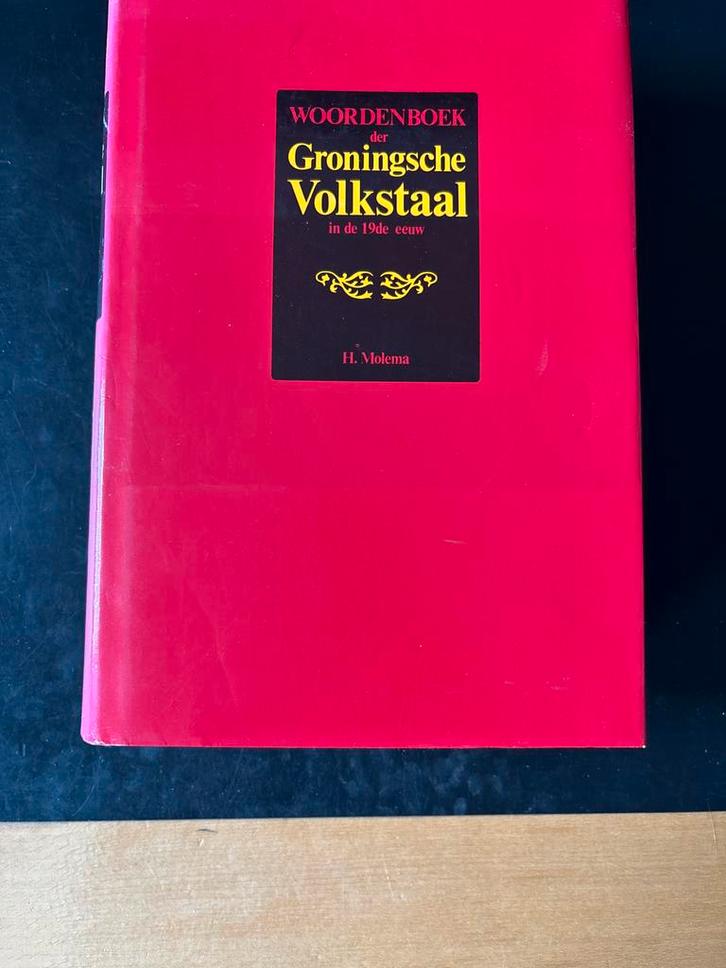 WOORDENBOEK
der
Groningsche
Volkstaal
in de 19de eeuw
H. Molema